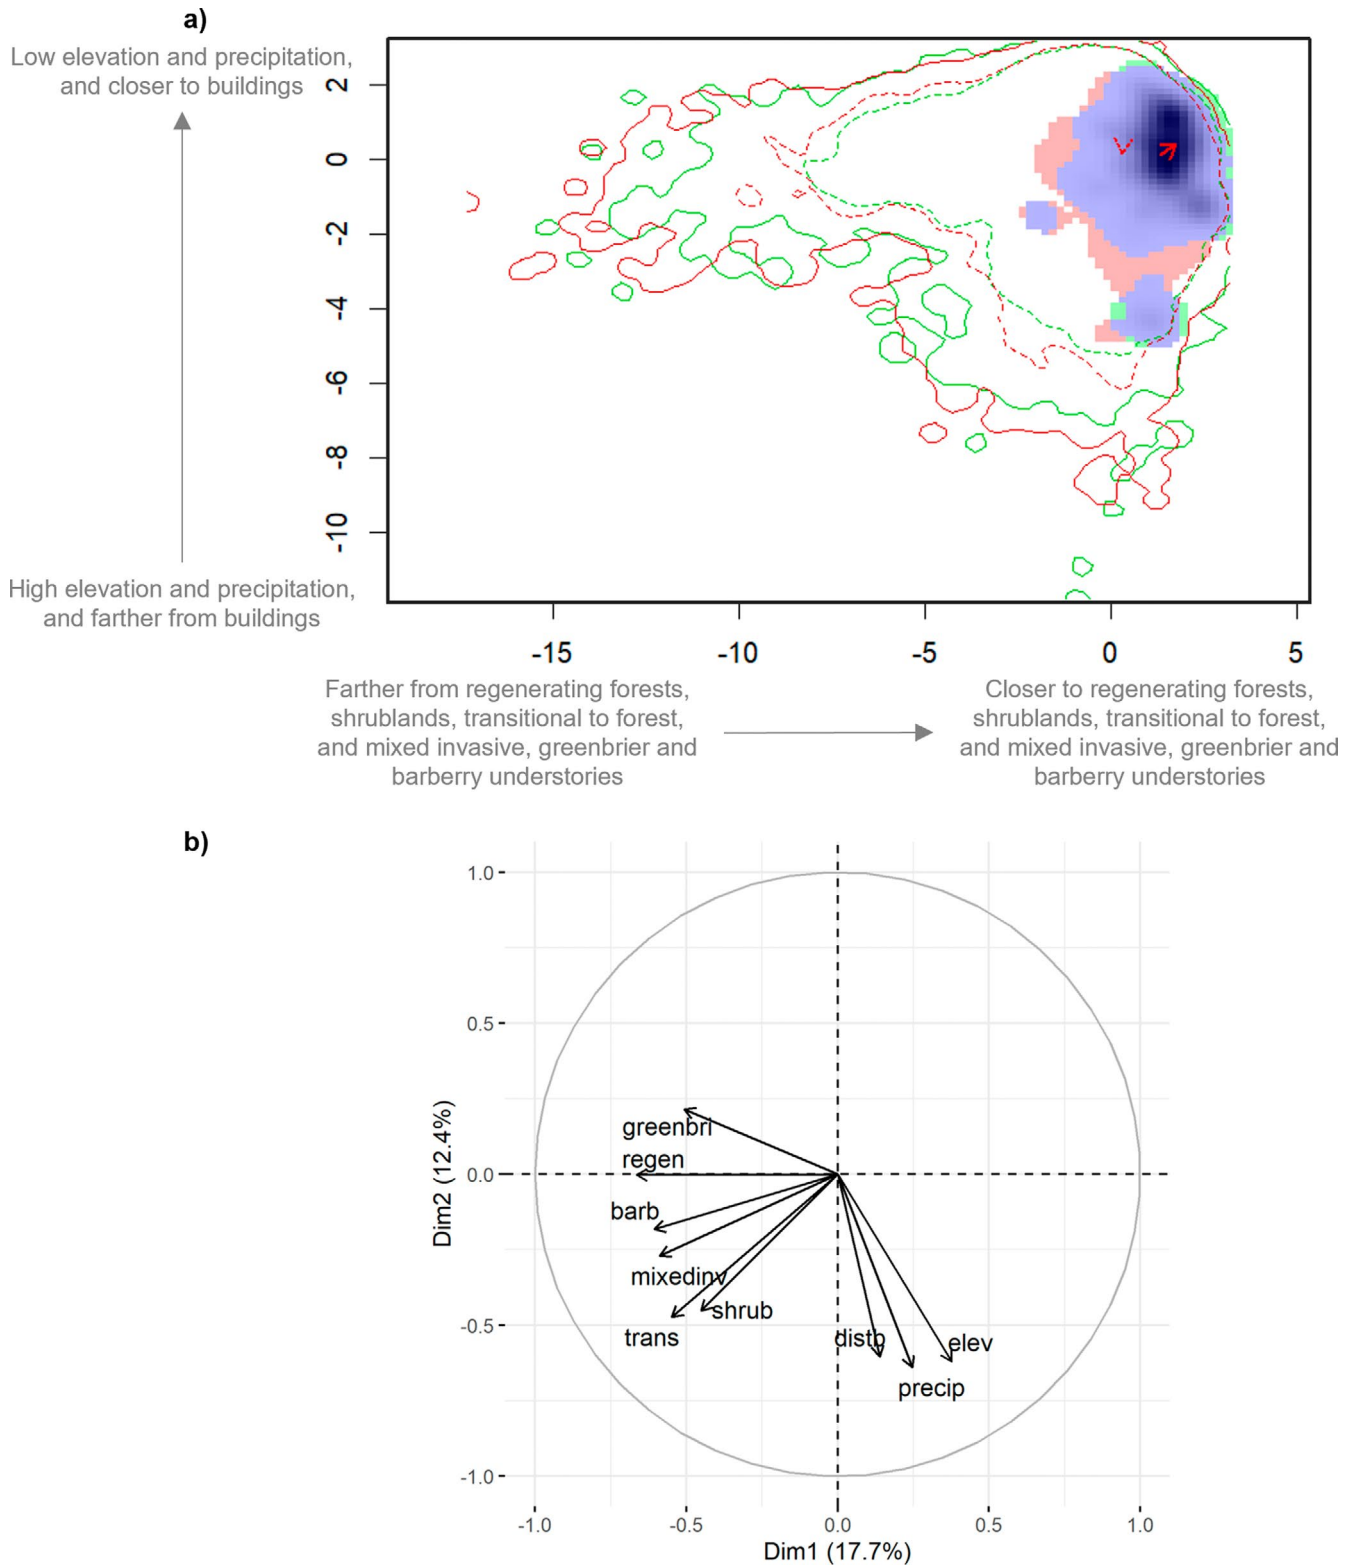 a)
Low elevation and precipitation,
and closer to buildings
High elevation and precipitation,
and farther from buildings
2
0
-2
-4
-6
-8
-10
-15
-10
-5
0
5
Farther from regenerating forests,
shrublands, transitional to forest,
and mixed invasive, greenbrier and
barberry understories
Closer to regenerating forests,
shrublands, transitional to forest,
and mixed invasive, greenbrier and
barberry understories
b)
1.0
0.5
0.0
-0.5
-1.0
Dim2 (12.4%)
greenbri
regen
barb
mixedinv
shrub
trans
distb
elev
precip
-1.0
-0.5
0.0
0.5
1.0
Dim1 (17.7%)